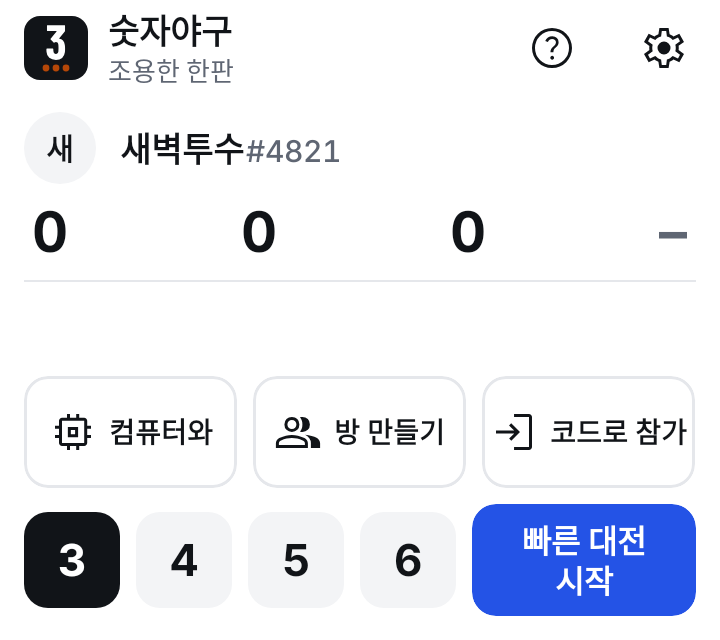 3
숫자야구
조용한 한판
새
새벽투수#4821
0 0 0 –
컴퓨터와 방 만들기 코드로 참가
3 4 5 6
빠른 대전
시작